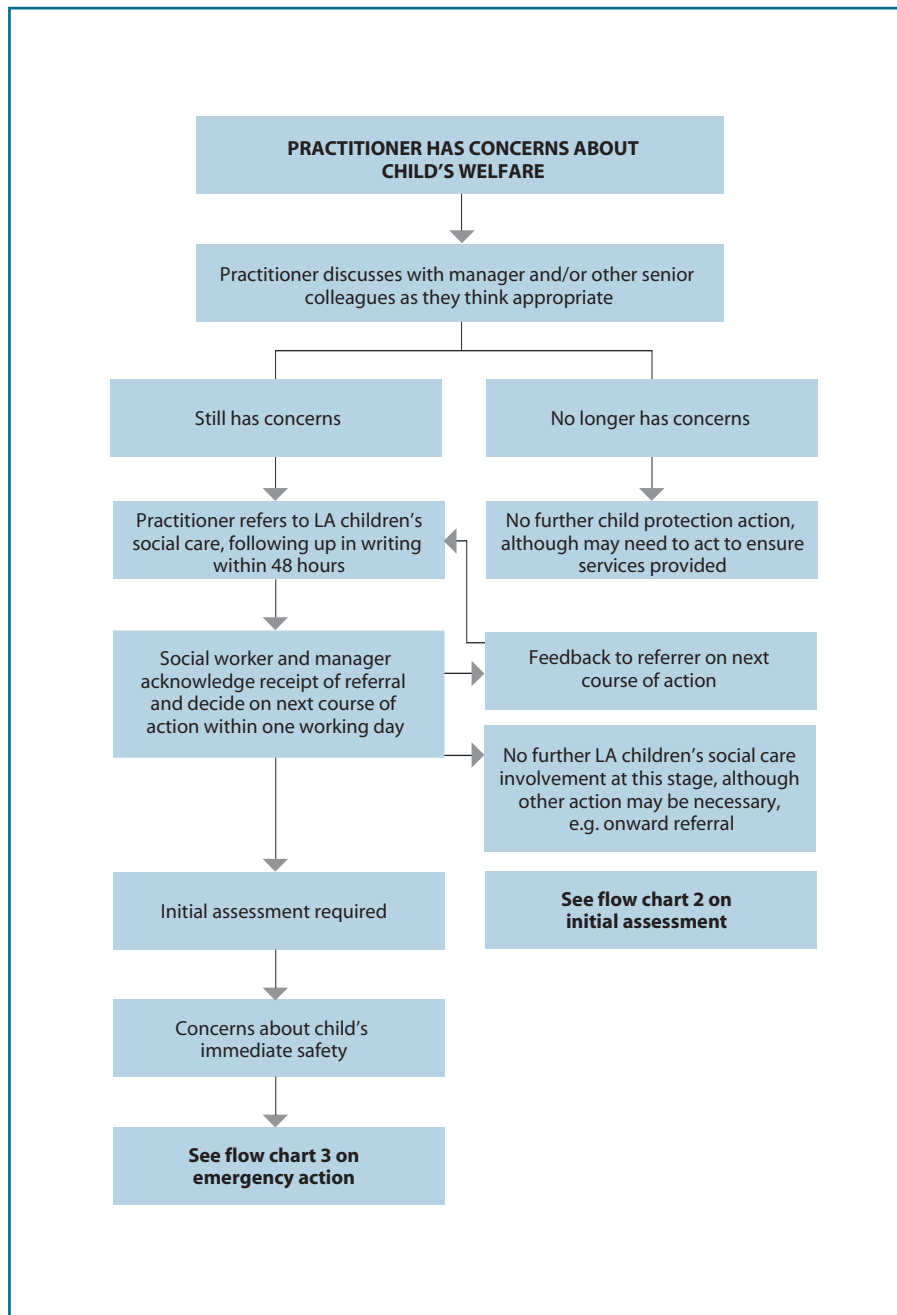 PRACTITIONER HAS CONCERNS ABOUT
CHILD’S WELFARE
Practitioner discusses with manager and/or other senior
colleagues as they think appropriate
Still has concerns
No longer has concerns
Practitioner refers to LA children’s
social care, following up in writing
within 48 hours
No further child protection action,
although may need to act to ensure
services provided
Social worker and manager
acknowledge receipt of referral
and decide on next course of
action within one working day
Feedback to referrer on next
course of action
No further LA children’s social care
involvement at this stage, although
other action may be necessary,
e.g. onward referral
Initial assessment required
See flow chart 2 on
initial assessment
Concerns about child’s
immediate safety
See flow chart 3 on
emergency action